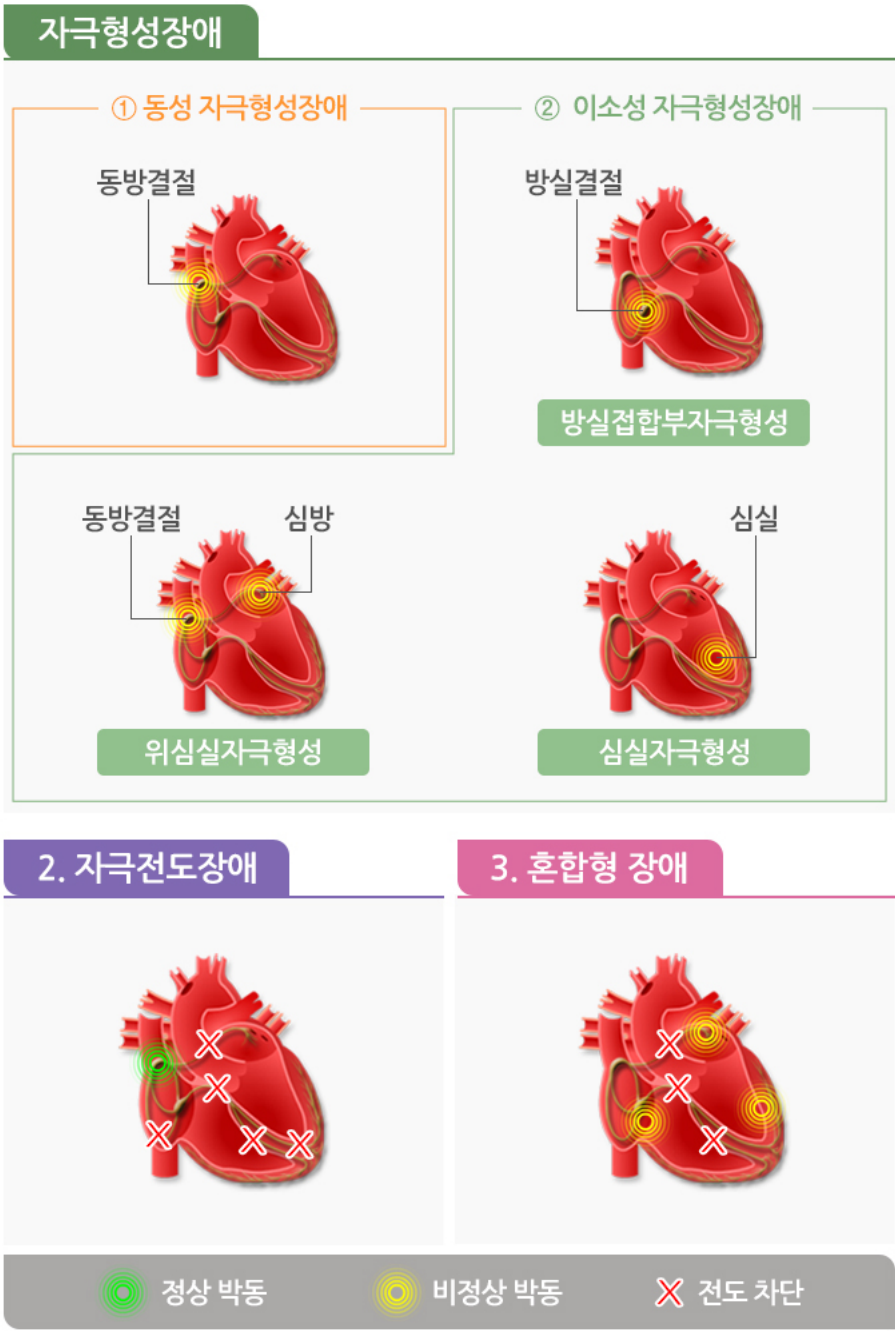 자극형성장애
① 동성 자극형성장애
② 이소성 자극형성장애
동방결절
방실결절
방실접합부자극형성
동방결절
심방
심실
위심실자극형성
심실자극형성
2. 자극전도장애
3. 혼합형 장애
정상 박동
비정상 박동
전도 차단